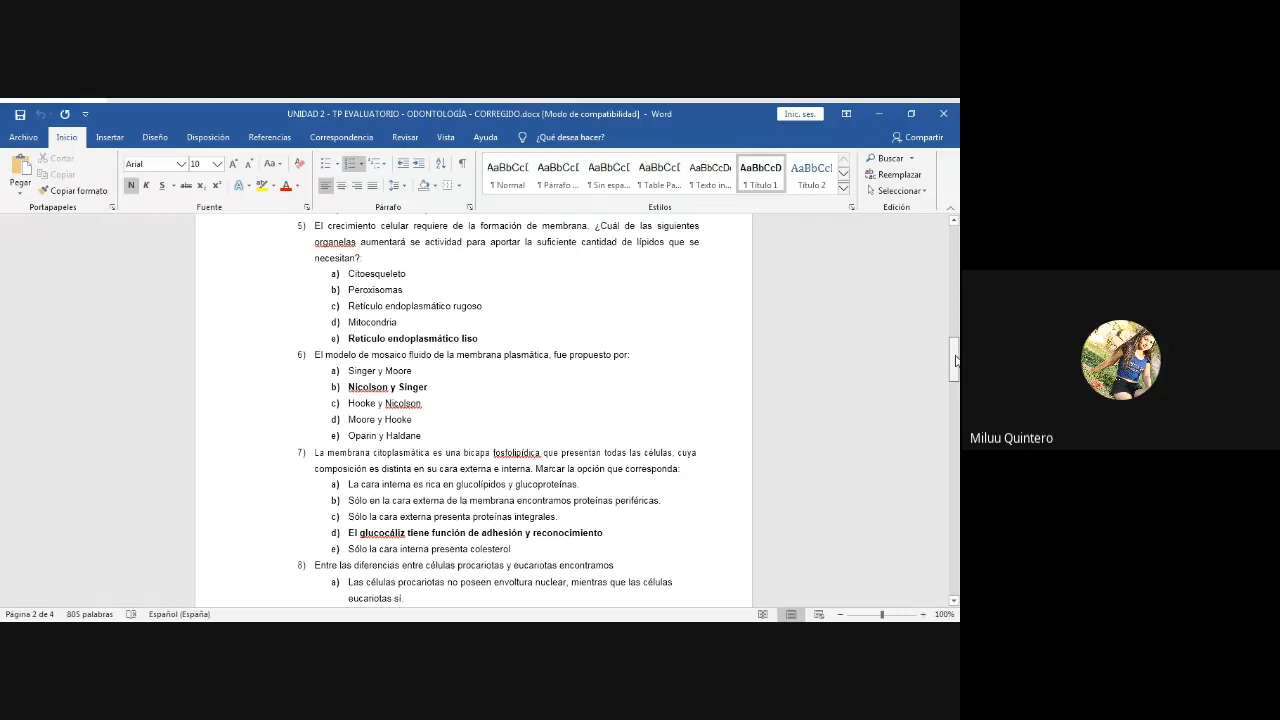 UNIDAD 2 - TP EVALUATORIO - ODONTOLOGÍA - CORREGIDO.docx [Modo de compatibilidad] - Word
Inic. ses.
Archivo Inicio Insertar Diseño Disposición Referencias Correspondencia Revisar Vista Ayuda ¿Qué desea hacer? Compartir
Pegar
Cortar
Copiar
Copiar formato
Portapapeles
Arial 10
N K S abc x₂ x²
Fuente
Párrafo
AaBbCcD AaBbCcD AaBbCcD AaBbCcD AaBbCcDc AaBbCcD AaBbCcI
¶ Normal ¶ Párrafo ... ¶ Sin espa... ¶ Table Pa... ¶ Texto in... ¶ Título 1 Título 2
Estilos
Buscar
Reemplazar
Seleccionar
Edición
5) El crecimiento celular requiere de la formación de membrana. ¿Cuál de las siguientes
organelas aumentará se actividad para aportar la suficiente cantidad de lípidos que se
necesitan?:
a) Citoesqueleto
b) Peroxisomas
c) Retículo endoplasmático rugoso
d) Mitocondria
e) Retículo endoplasmático liso
6) El modelo de mosaico fluido de la membrana plasmática, fue propuesto por:
a) Singer y Moore
b) Nicolson y Singer
c) Hooke y Nicolson
d) Moore y Hooke
e) Oparin y Haldane
7) La membrana citoplasmática es una bicapa fosfolipídica que presentan todas las células, cuya
composición es distinta en su cara externa e interna. Marcar la opción que corresponda:
a) La cara interna es rica en glucolípidos y glucoproteínas.
b) Sólo en la cara externa de la membrana encontramos proteínas periféricas.
c) Sólo la cara externa presenta proteínas integrales.
d) El glucocáliz tiene función de adhesión y reconocimiento
e) Sólo la cara interna presenta colesterol
8) Entre las diferencias entre células procariotas y eucariotas encontramos
a) Las células procariotas no poseen envoltura nuclear, mientras que las células
eucariotas sí.
Página 2 de 4 805 palabras Español (España) 100%
Miluu Quintero